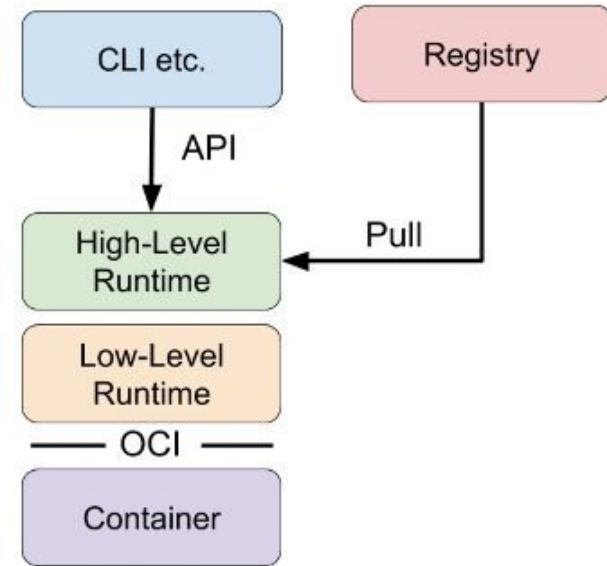 CLI etc.
Registry
API
High-Level
Runtime
Pull
Low-Level
Runtime
OCI
Container